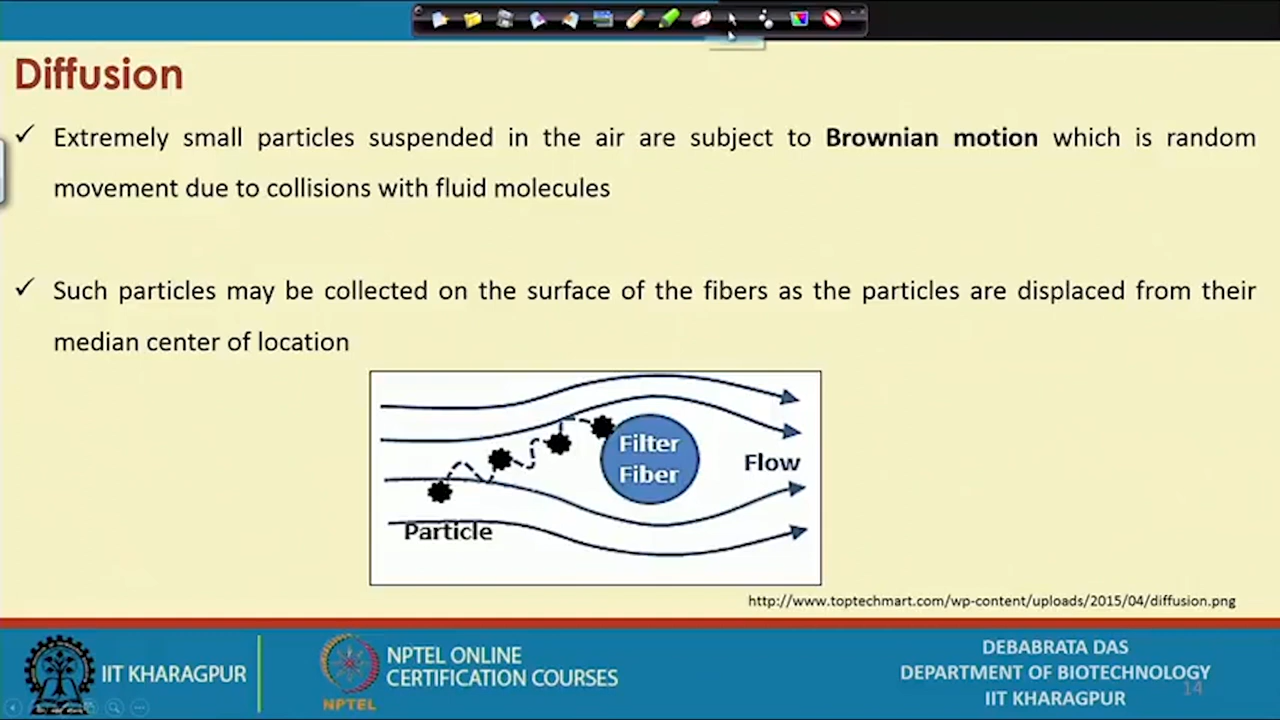 Diffusion
✓ Extremely small particles suspended in the air are subject to Brownian motion which is random
movement due to collisions with fluid molecules
✓ Such particles may be collected on the surface of the fibers as the particles are displaced from their
median center of location
Filter
Fiber
Flow
Particle
http://www.toptechmart.com/wp-content/uploads/2015/04/diffusion.png
IIT KHARAGPUR
NPTEL
NPTEL ONLINE
CERTIFICATION COURSES
DEBABRATA DAS
DEPARTMENT OF BIOTECHNOLOGY
IIT KHARAGPUR
14